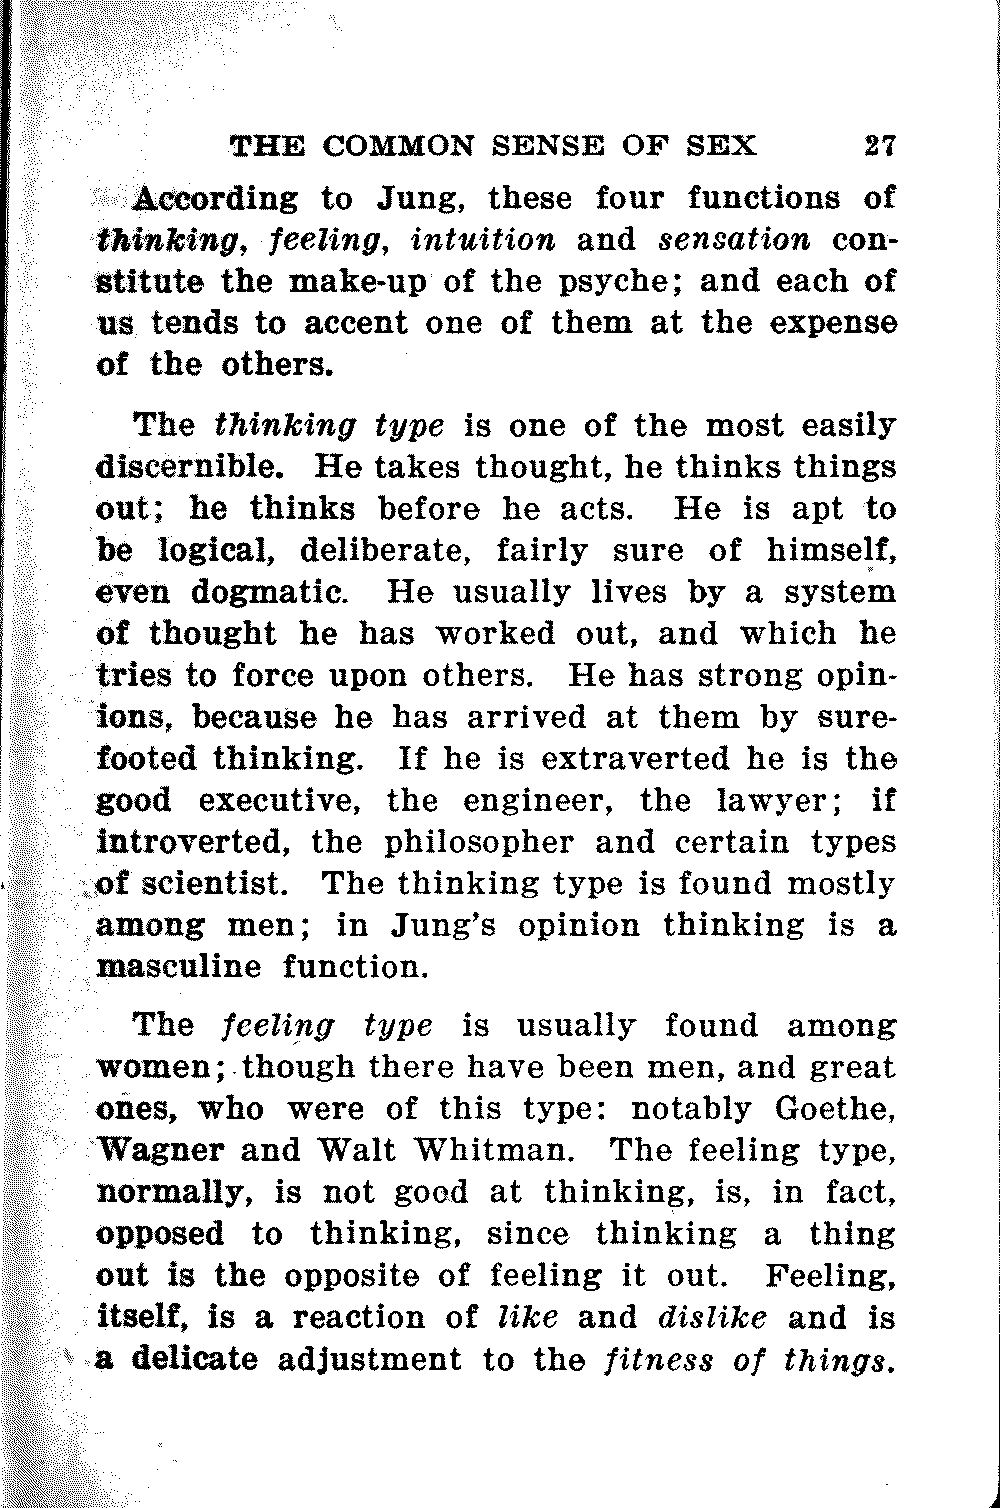 THE COMMON SENSE OF SEX 27
According to Jung, these four functions of
thinking, feeling, intuition and sensation con-
stitute the make-up of the psyche; and each of
us tends to accent one of them at the expense
of the others.
The thinking type is one of the most easily
discernible. He takes thought, he thinks things
out; he thinks before he acts. He is apt to
be logical, deliberate, fairly sure of himself,
even dogmatic. He usually lives by a system
of thought he has worked out, and which he
tries to force upon others. He has strong opin-
ions, because he has arrived at them by sure-
footed thinking. If he is extraverted he is the
good executive, the engineer, the lawyer; if
introverted, the philosopher and certain types
of scientist. The thinking type is found mostly
among men; in Jung's opinion thinking is a
masculine function.
The feeling type is usually found among
women; though there have been men, and great
ones, who were of this type: notably Goethe,
Wagner and Walt Whitman. The feeling type,
normally, is not good at thinking, is, in fact,
opposed to thinking, since thinking a thing
out is the opposite of feeling it out. Feeling,
itself, is a reaction of like and dislike and is
a delicate adjustment to the fitness of things.